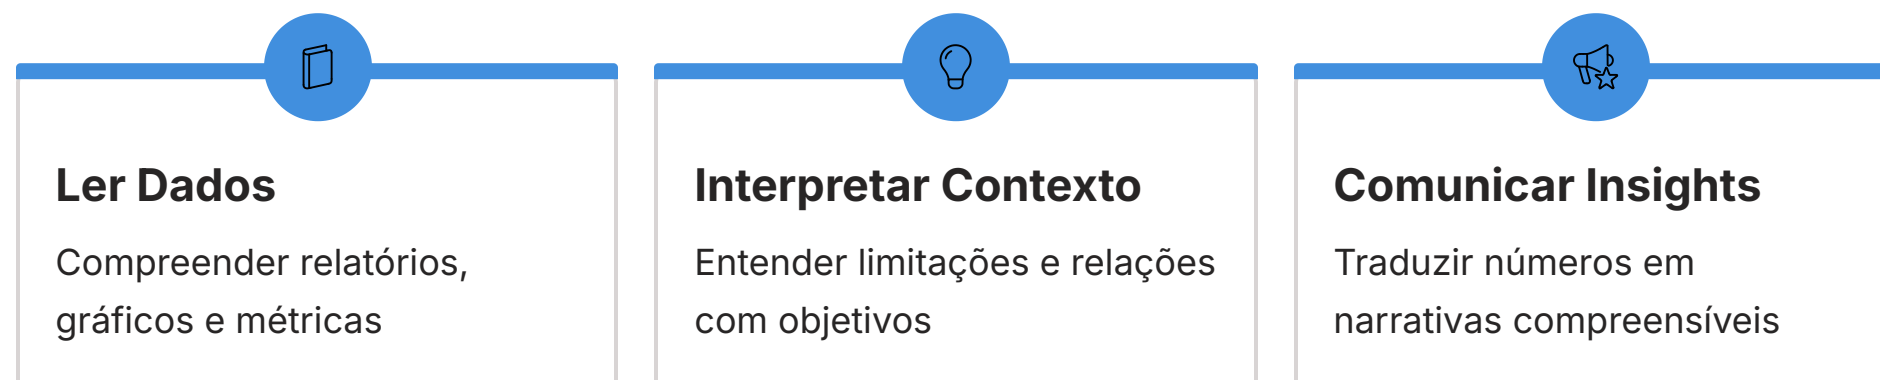 Ler Dados
Compreender relatórios,
gráficos e métricas
Interpretar Contexto
Entender limitações e relações
com objetivos
Comunicar Insights
Traduzir números em
narrativas compreensíveis